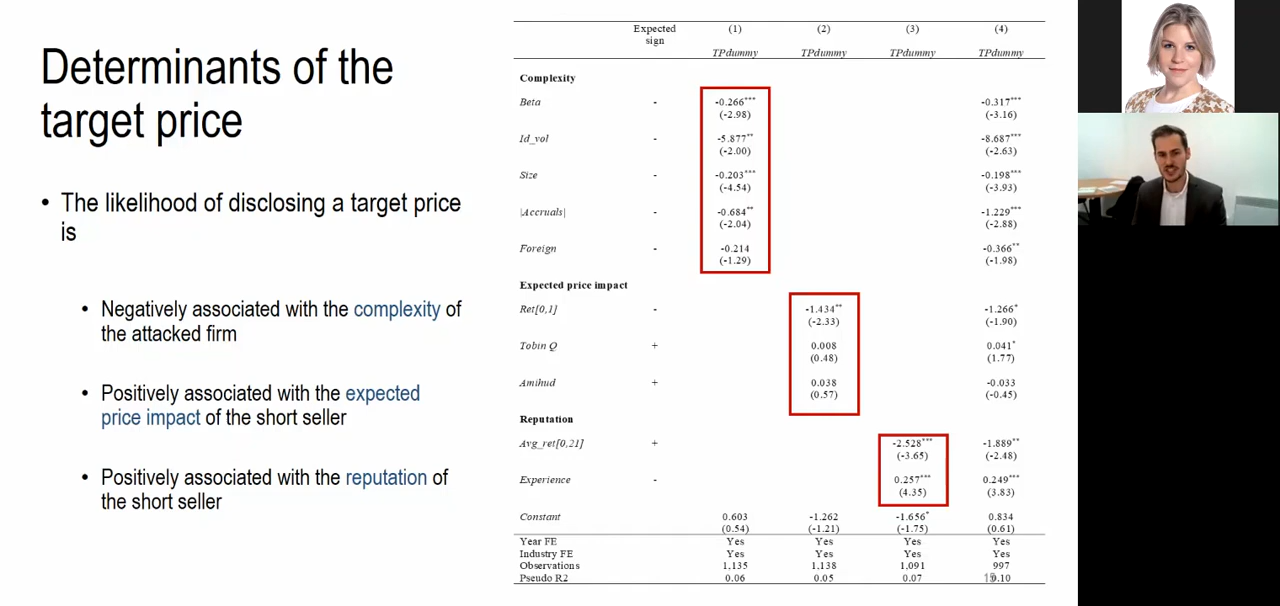 Determinants of the
target price
• The likelihood of disclosing a target price
is
• Negatively associated with the complexity of
the attacked firm
• Positively associated with the expected
price impact of the short seller
• Positively associated with the reputation of
the short seller
Expected sign (1) (2) (3) (4)
TPdummy TPdummy TPdummy TPdummy
Complexity
Beta - -0.266*** -0.317***
(-2.98) (-3.16)
Id_vol - -5.877** -8.687***
(-2.00) (-2.63)
Size - -0.203*** -0.198***
(-4.54) (-3.93)
|Accruals| - -0.684** -1.229***
(-2.04) (-2.88)
Foreign - -0.214 -0.366**
(-1.29) (-1.98)
Expected price impact
Ret[0,1] - -1.434** -1.266*
(-2.33) (-1.90)
Tobin Q + 0.008 0.041*
(0.48) (1.77)
Amihud + 0.038 -0.033
(0.57) (-0.45)
Reputation
Avg_ret[0,21] + -2.528*** -1.889**
(-3.65) (-2.48)
Experience - 0.257*** 0.249***
(4.35) (3.83)
Constant 0.603 -1.262 -1.656* 0.834
(0.54) (-1.21) (-1.75) (0.61)
Year FE Yes Yes Yes Yes
Industry FE Yes Yes Yes Yes
Observations 1,135 1,138 1,091 997
Pseudo R2 0.06 0.05 0.07 0.10